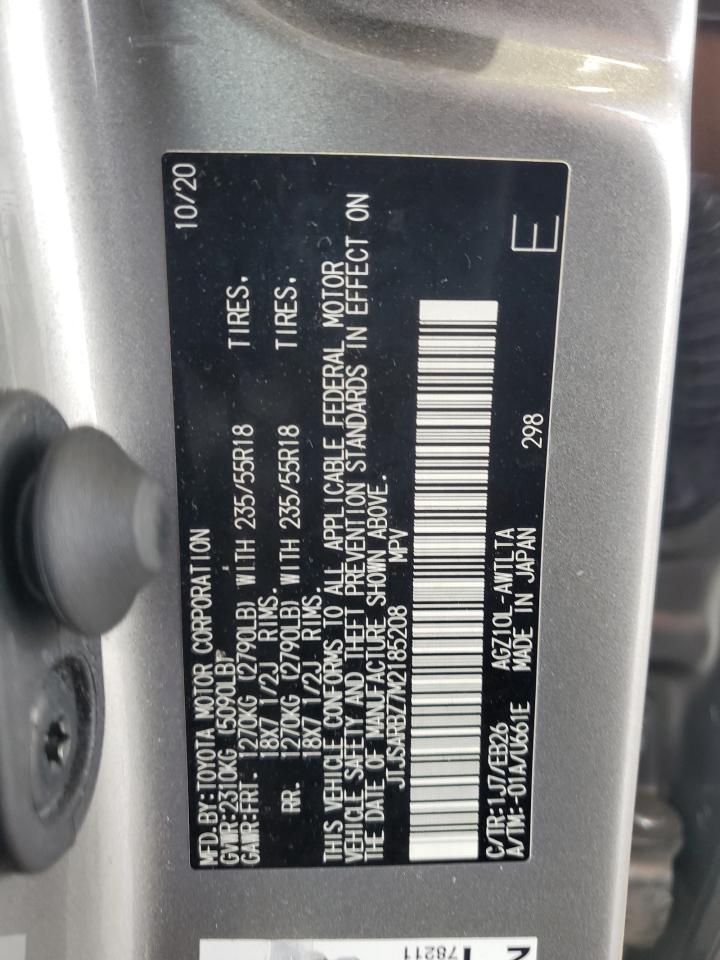 MFD.BY:TOYOTA MOTOR CORPORATION 10/20
GVWR:2310KG (5090LB)
GAWR:FRT. 1270KG (2790LB) WITH 235/55R18 TIRES.
18X7 1/2J RIMS.
RR. 1270KG (2790LB) WITH 235/55R18 TIRES.
18X7 1/2J RIMS.
THIS VEHICLE CONFORMS TO ALL APPLICABLE FEDERAL MOTOR
VEHICLE SAFETY AND THEFT PREVENTION STANDARDS IN EFFECT ON
THE DATE OF MANUFACTURE SHOWN ABOVE.
JTJSARBZ7M2185208 MPV
C/TR:1J7/EB26 AGZ10L-AWTLTA 298 E
A/TM:-01A/U661E MADE IN JAPAN
78211